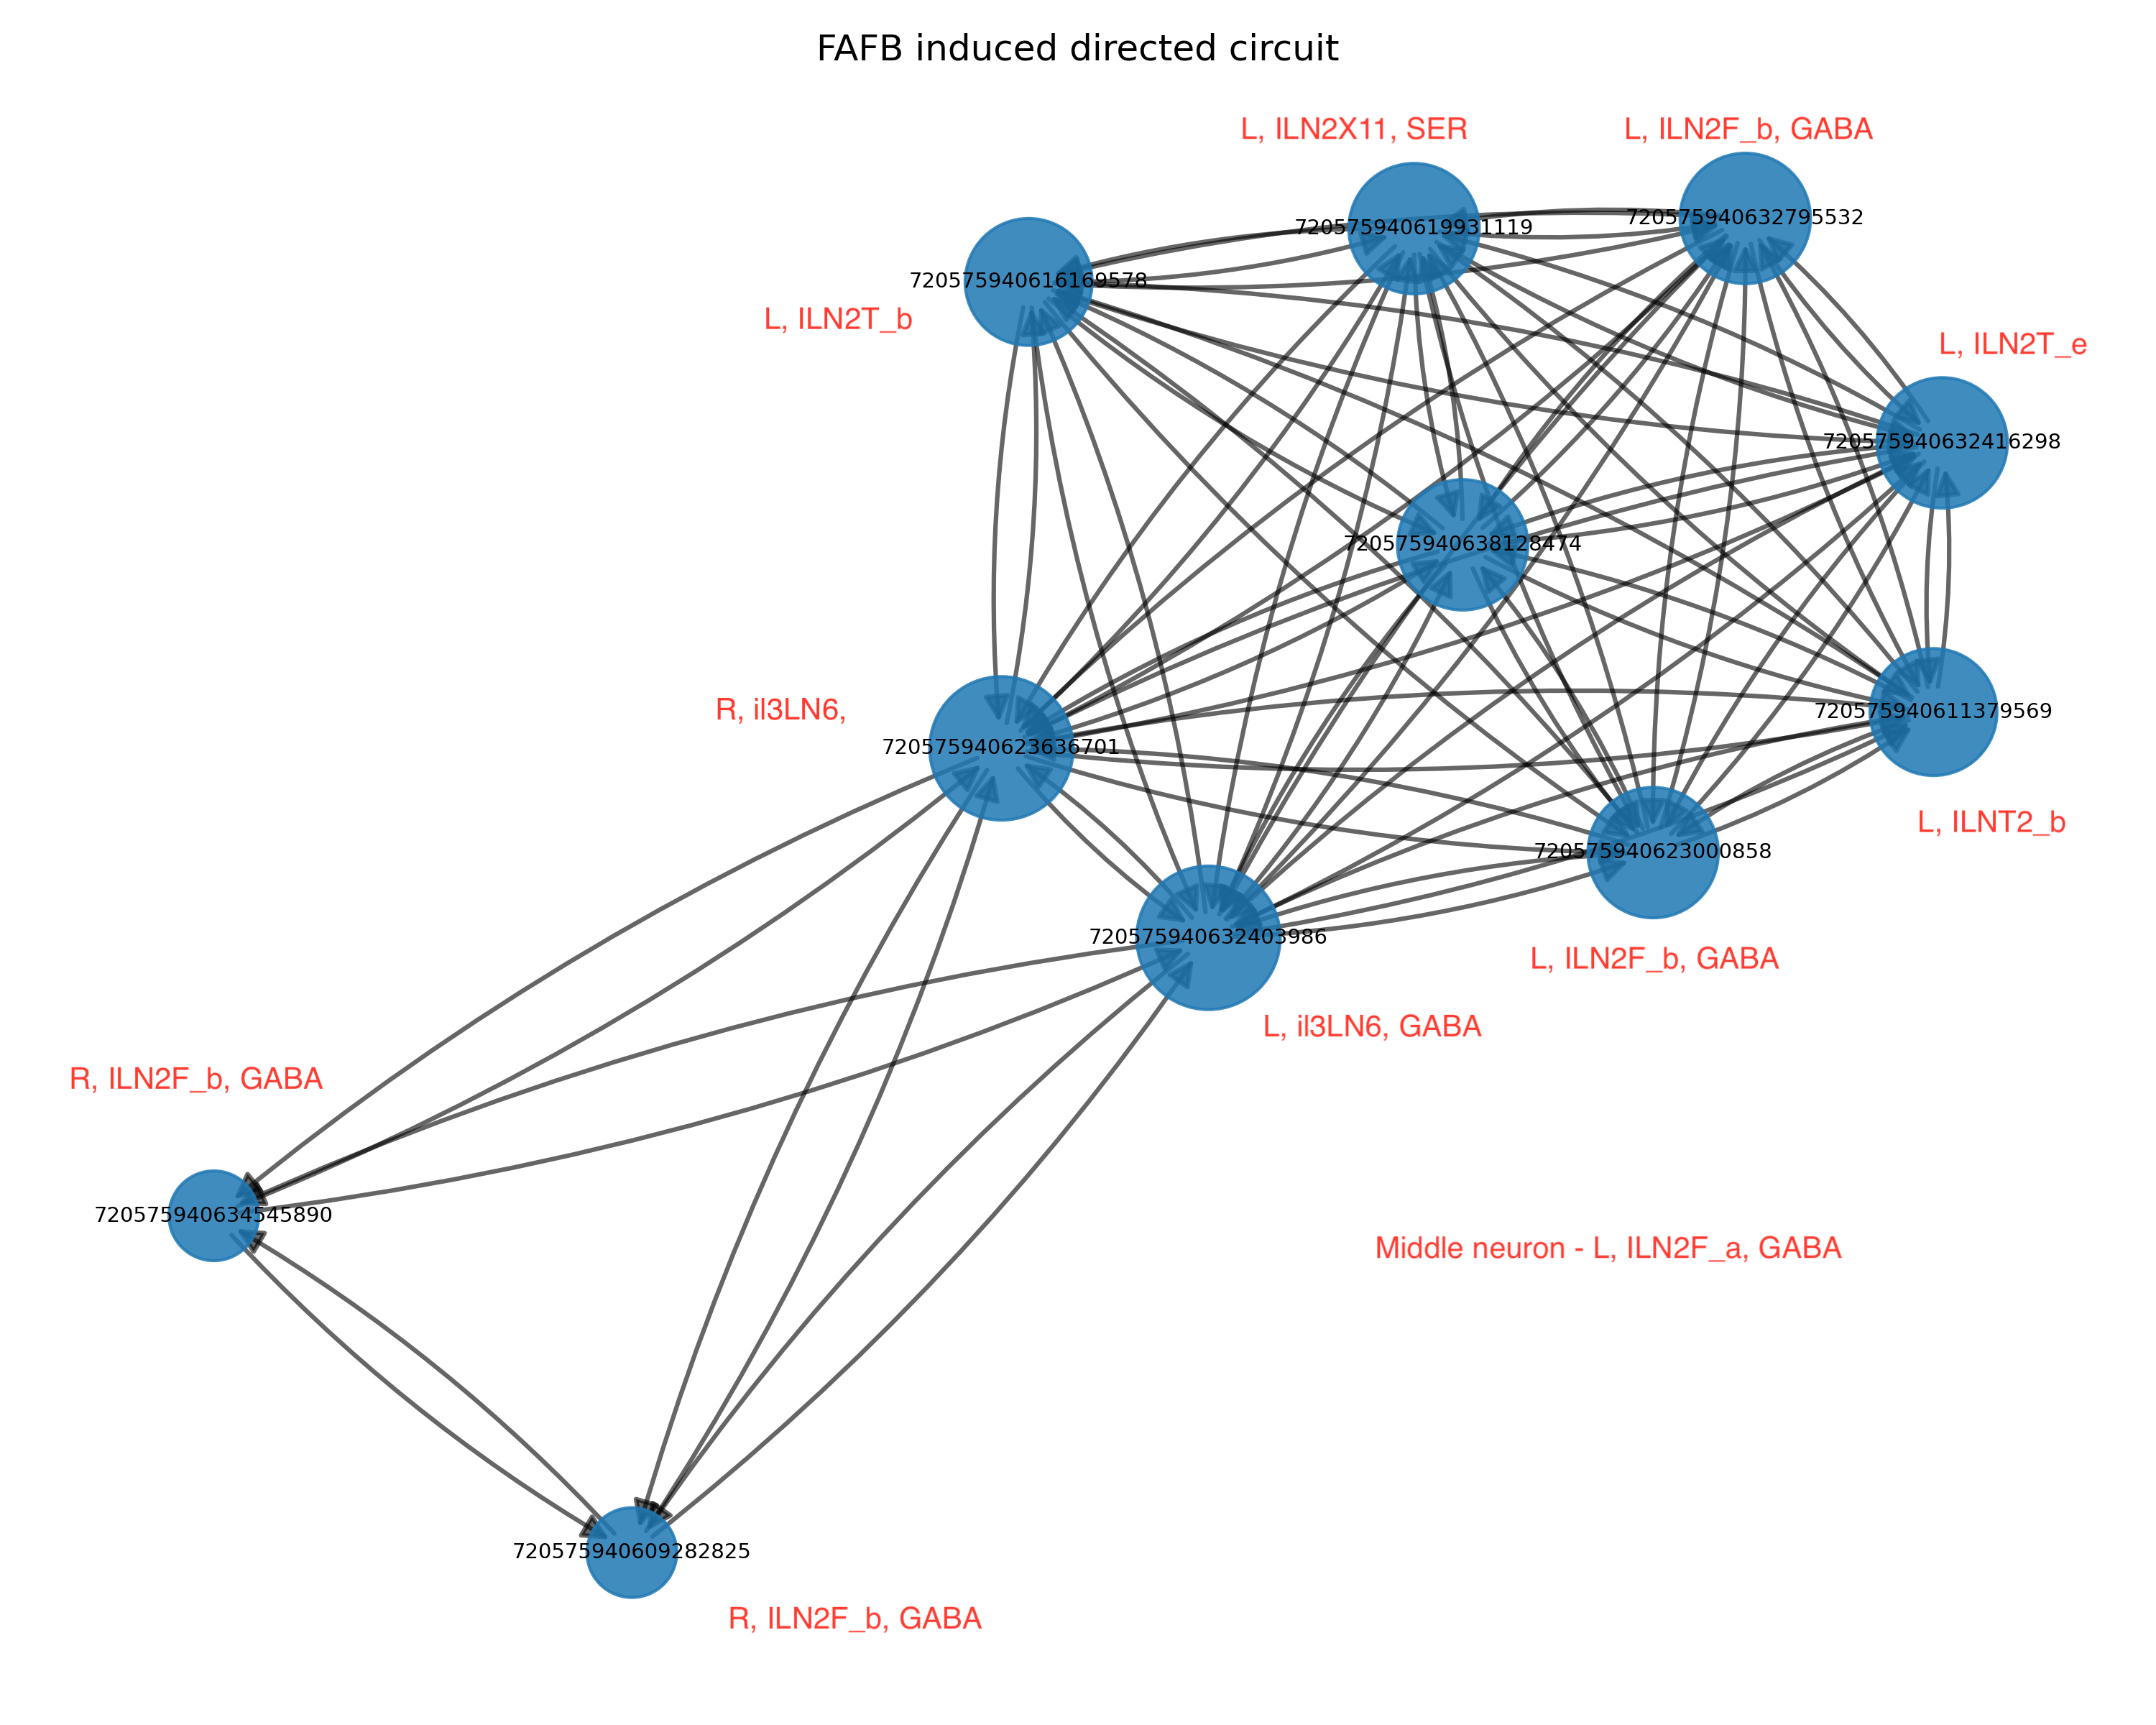 FAFB induced directed circuit
L, ILN2X11, SER
L, ILN2F_b, GABA
720575940632795532
720575940619931119
720575940616169578
L, ILN2T_b
L, ILN2T_e
720575940632416298
720575940638128474
R, il3LN6,
720575940611379569
720575940623636701
L, ILNT2_b
720575940623000858
720575940632403986
L, ILN2F_b, GABA
L, il3LN6, GABA
R, ILN2F_b, GABA
720575940634545890
Middle neuron - L, ILN2F_a, GABA
720575940609282825
R, ILN2F_b, GABA